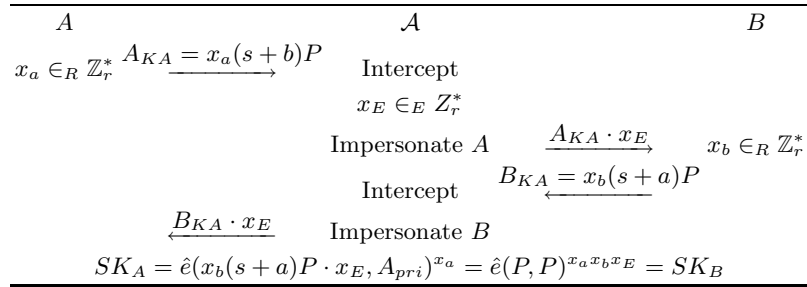 A 𝒜 B
x_a ∈_R ℤ_r^* A_{KA} = x_a(s + b)P → Intercept
x_E ∈_E Z_r^*
Impersonate A A_{KA} · x_E → x_b ∈_R ℤ_r^*
Intercept B_{KA} = x_b(s + a)P ←
B_{KA} · x_E ← Impersonate B
SK_A = ê(x_b(s + a)P · x_E, A_{pri})^{x_a} = ê(P, P)^{x_a x_b x_E} = SK_B